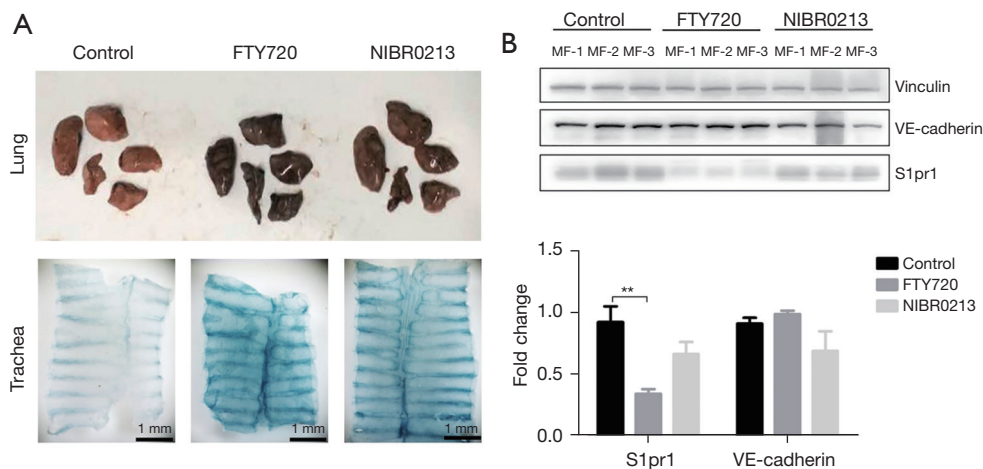 A
Control FTY720 NIBR0213
Lung
Trachea
1 mm 1 mm 1 mm
B
Control FTY720 NIBR0213
MF-1 MF-2 MF-3 MF-1 MF-2 MF-3 MF-1 MF-2 MF-3
Vinculin
VE-cadherin
S1pr1
1.5
1.0
0.5
0.0
Fold change
**
Control
FTY720
NIBR0213
S1pr1 VE-cadherin